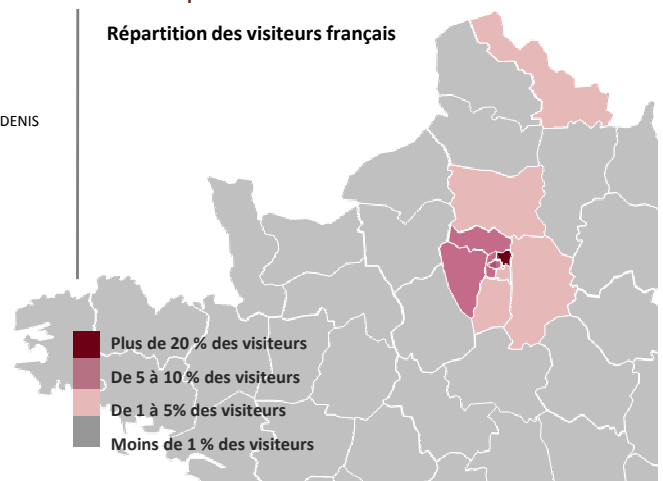 Répartition des visiteurs français
DENIS
Plus de 20 % des visiteurs
De 5 à 10 % des visiteurs
De 1 à 5% des visiteurs
Moins de 1 % des visiteurs